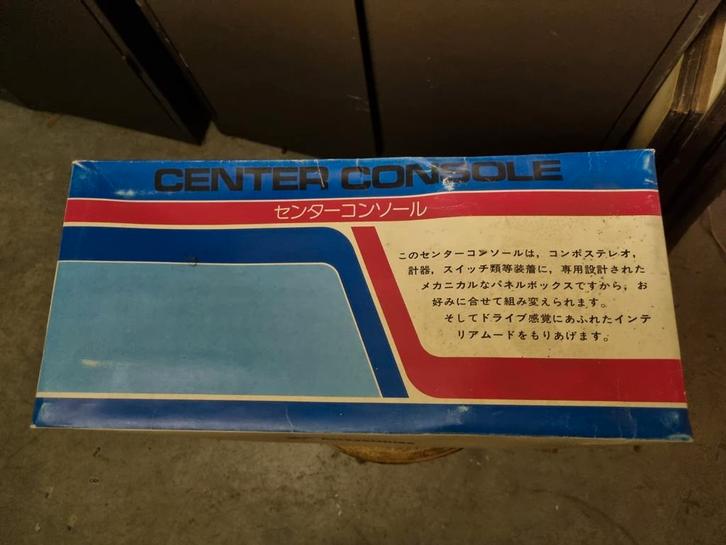 CENTER CONSOLE
センターコンソール
このセンターコンソールは，コンポステレオ，
計器，スイッチ類等装着に，専用設計された
メカニカルなパネルボックスですから，お
好みに合せて組み変えられます。
そしてドライブ感覚にあふれたインテ
リアムードをもりあげます。